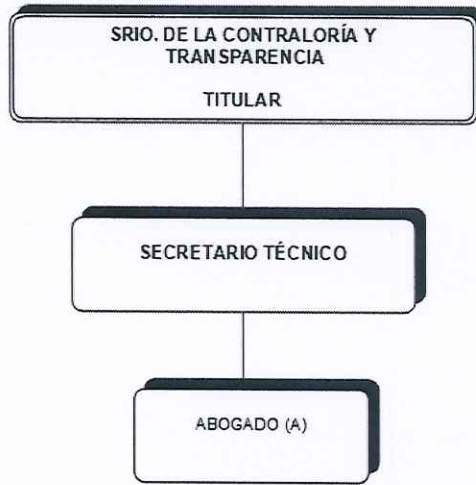 SRIO. DE LA CONTRALORÍA Y
TRANSPARENCIA
TITULAR
SECRETARIO TÉCNICO
ABOGADO (A)